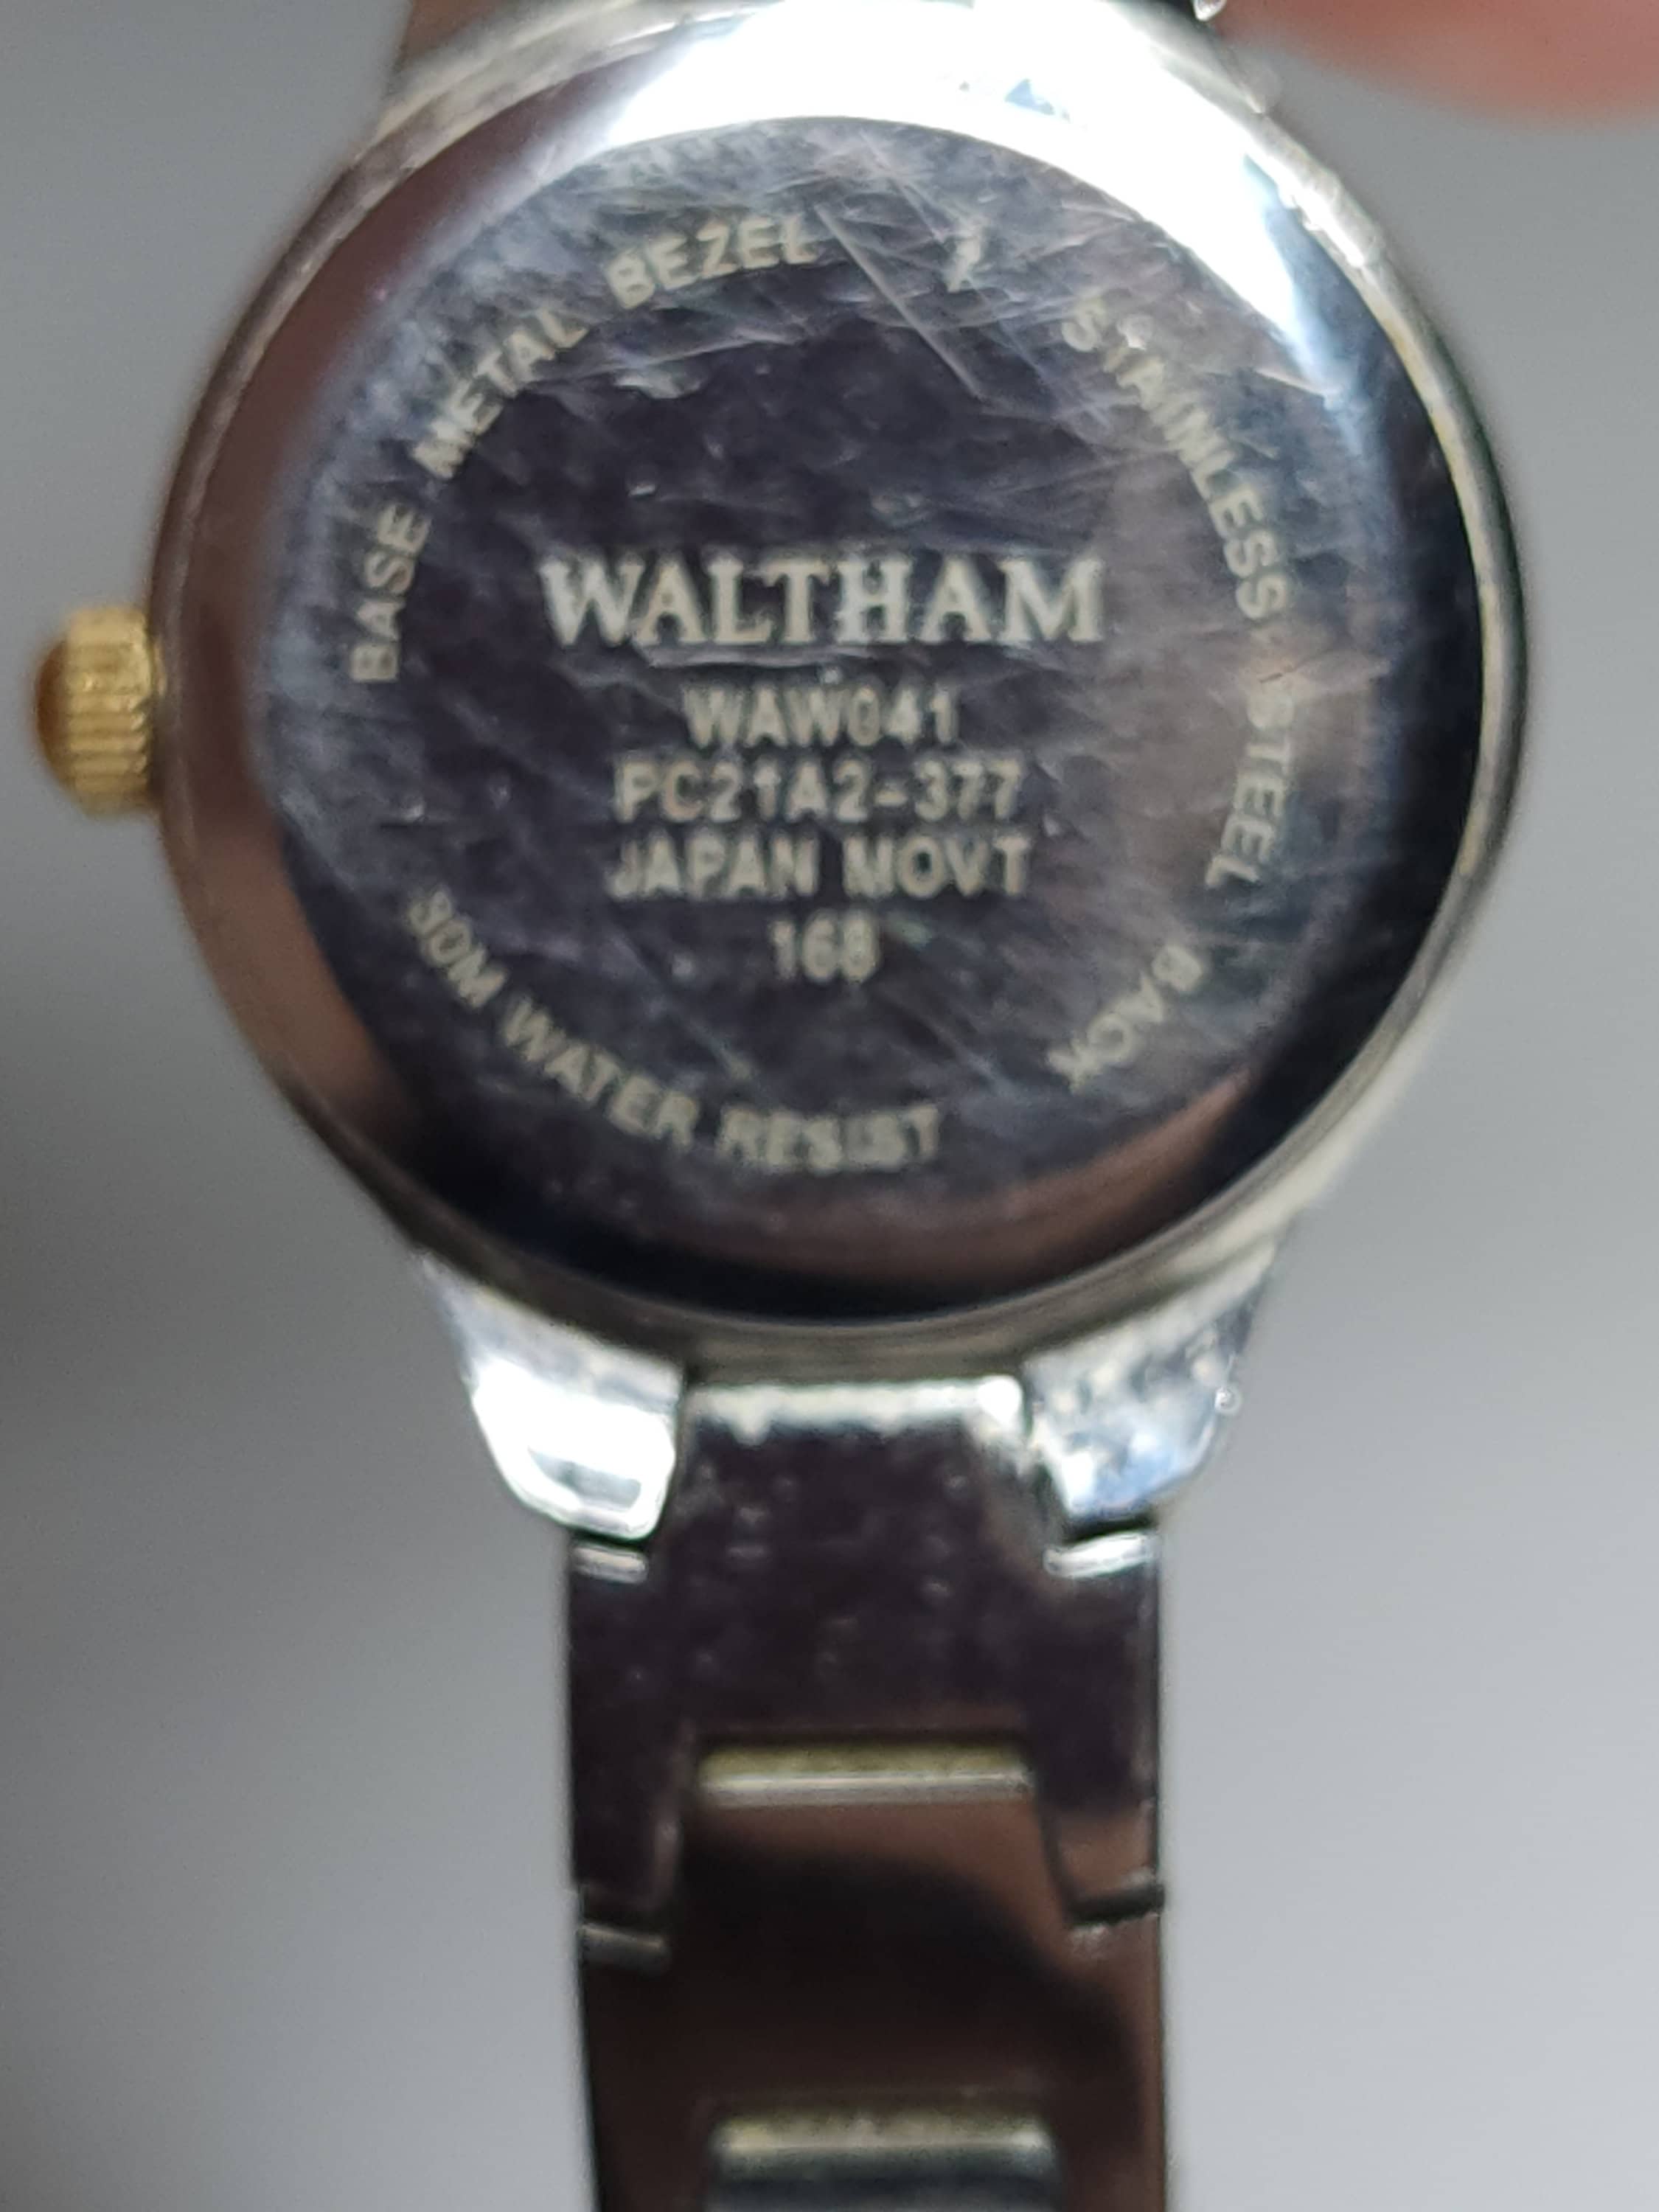 BASE METAL BEZEL
STAINLESS STEEL BACK
WALTHAM
WAW041
PC21A2-377
JAPAN MOVT
168
30M WATER RESIST